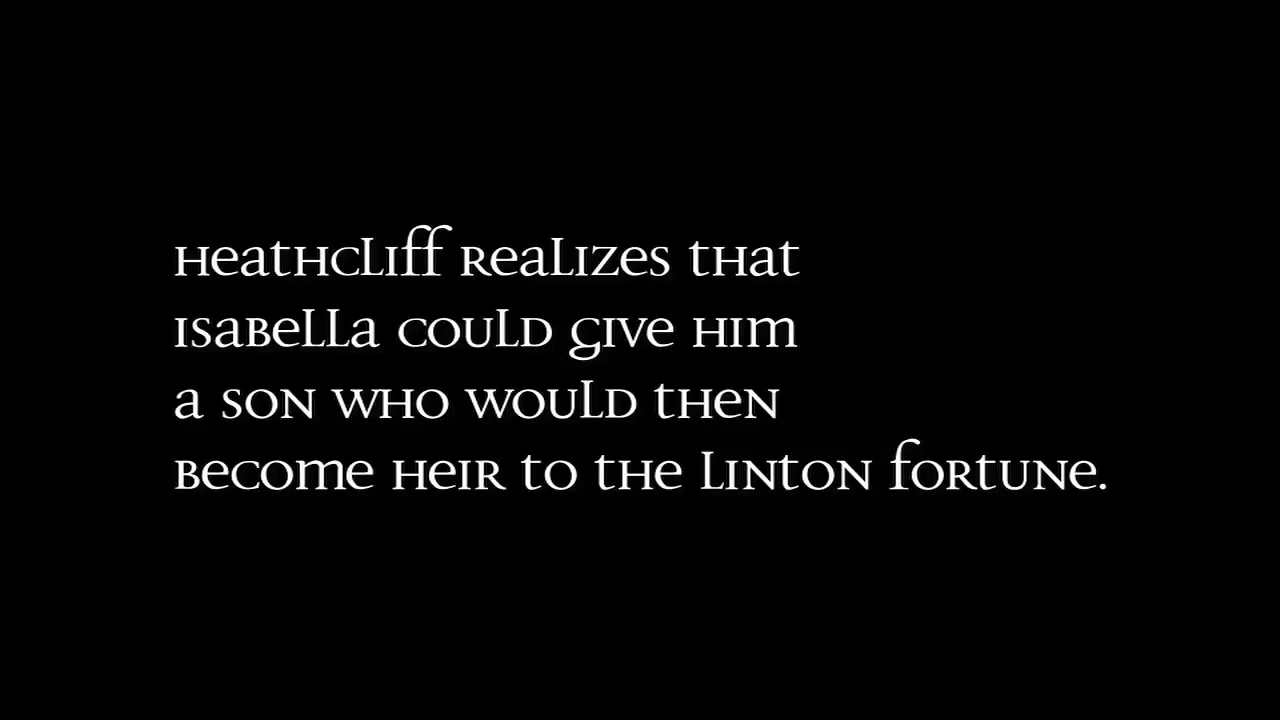 Heathcliff realizes that
Isabella could give him
a son who would then
become heir to the Linton fortune.